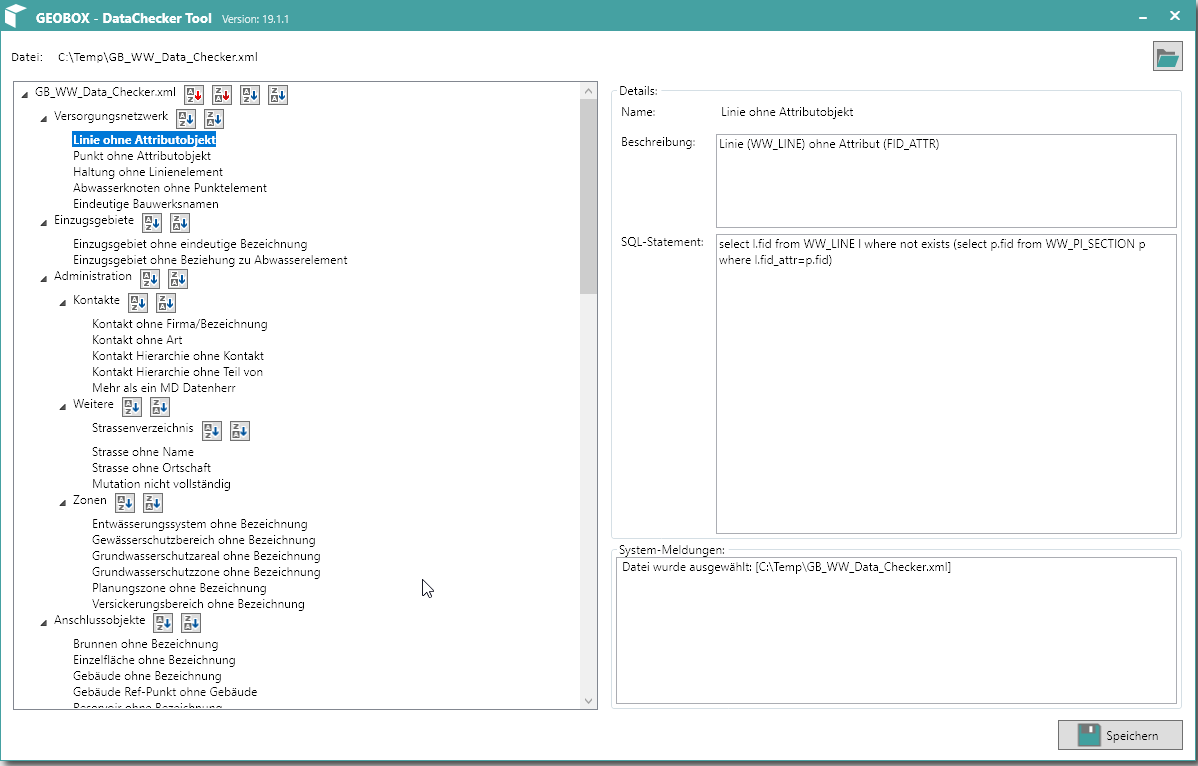 GEOBOX - DataChecker Tool Version: 19.1.1
Datei: C:\Temp\GB_WW_Data_Checker.xml
GB_WW_Data_Checker.xml
Versorgungsnetzwerk
Linie ohne Attributobjekt
Punkt ohne Attributobjekt
Haltung ohne Linienelement
Abwasserknoten ohne Punktelement
Eindeutige Bauwerksnamen
Einzugsgebiete
Einzugsgebiet ohne eindeutige Bezeichnung
Einzugsgebiet ohne Beziehung zu Abwasserelement
Administration
Kontakte
Kontakt ohne Firma/Bezeichnung
Kontakt ohne Art
Kontakt Hierarchie ohne Kontakt
Kontakt Hierarchie ohne Teil von
Mehr als ein MD Datenherr
Weitere
Strassenverzeichnis
Strasse ohne Name
Strasse ohne Ortschaft
Mutation nicht vollständig
Zonen
Entwässerungssystem ohne Bezeichnung
Gewässerschutzbereich ohne Bezeichnung
Grundwasserschutzareal ohne Bezeichnung
Grundwasserschutzzone ohne Bezeichnung
Planungszone ohne Bezeichnung
Versickerungsbereich ohne Bezeichnung
Anschlussobjekte
Brunnen ohne Bezeichnung
Einzelfläche ohne Bezeichnung
Gebäude ohne Bezeichnung
Gebäude Ref-Punkt ohne Gebäude
Reservoir ohne Bezeichnung
Details:
Name: Linie ohne Attributobjekt
Beschreibung: Linie (WW_LINE) ohne Attribut (FID_ATTR)
SQL-Statement: select l.fid from WW_LINE l where not exists (select p.fid from WW_PI_SECTION p
where l.fid_attr=p.fid)
System-Meldungen:
Datei wurde ausgewählt: [C:\Temp\GB_WW_Data_Checker.xml]
Speichern